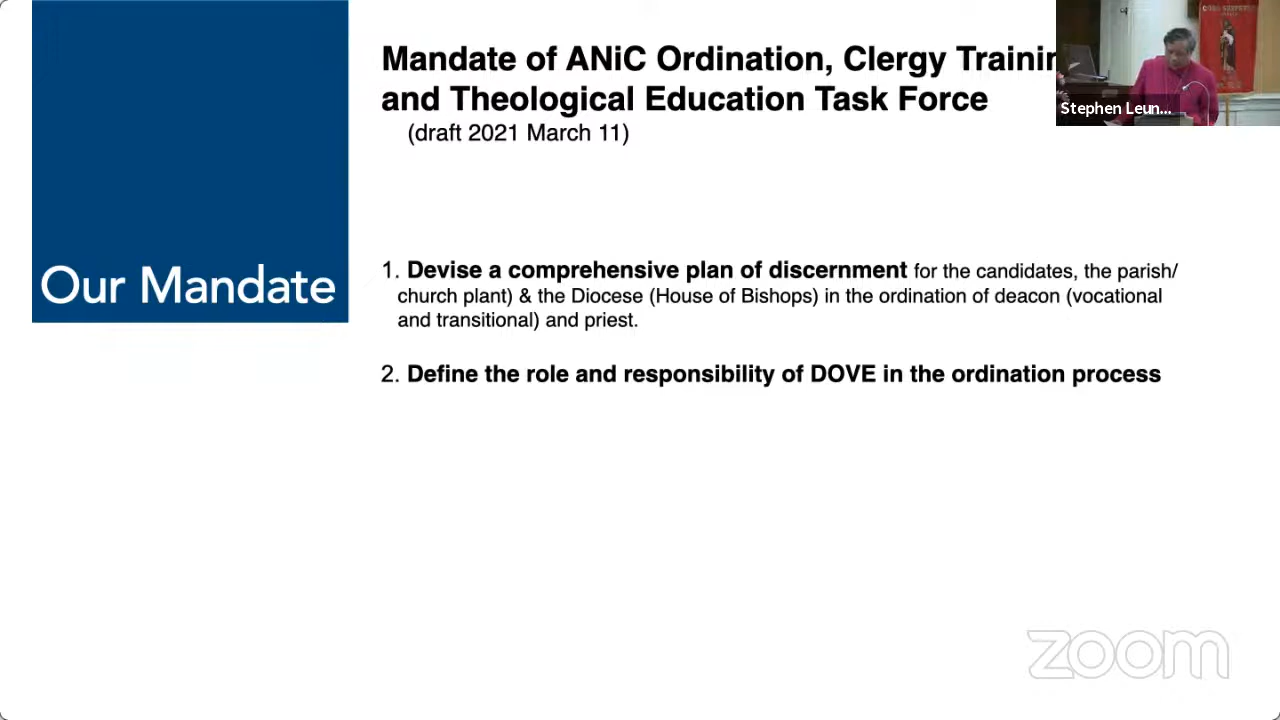 Mandate of ANiC Ordination, Clergy Trainin
and Theological Education Task Force
(draft 2021 March 11)
Stephen Leun...
Our Mandate
1. Devise a comprehensive plan of discernment for the candidates, the parish/
church plant) & the Diocese (House of Bishops) in the ordination of deacon (vocational
and transitional) and priest.
2. Define the role and responsibility of DOVE in the ordination process
zoom